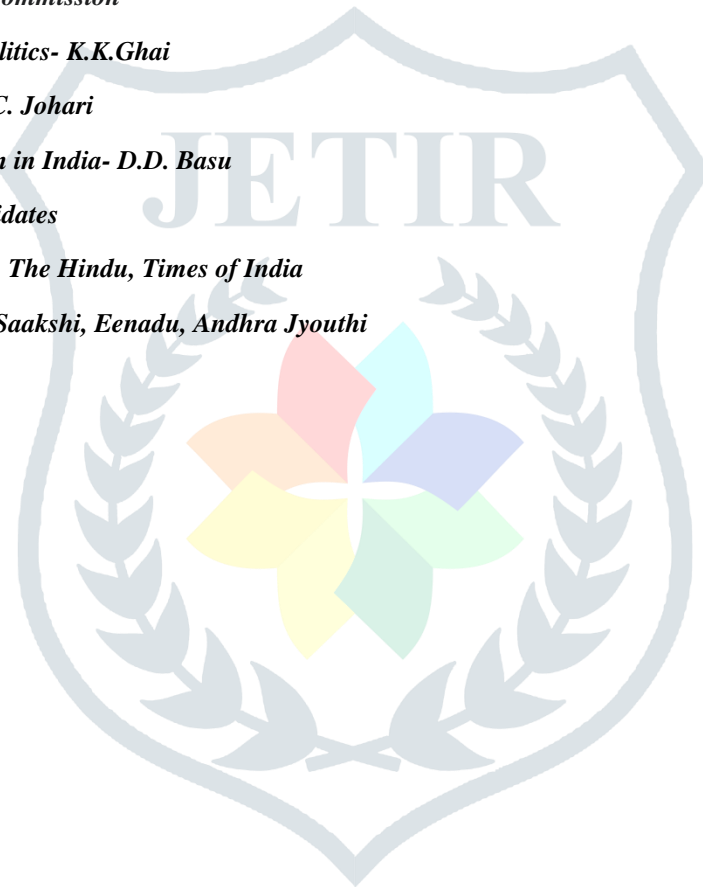 ommission
litics- K.K.Ghai
C. Johari
n in India- D.D. Basu
idates
The Hindu, Times of India
Saakshi, Eenadu, Andhra Jyouthi
JETIR